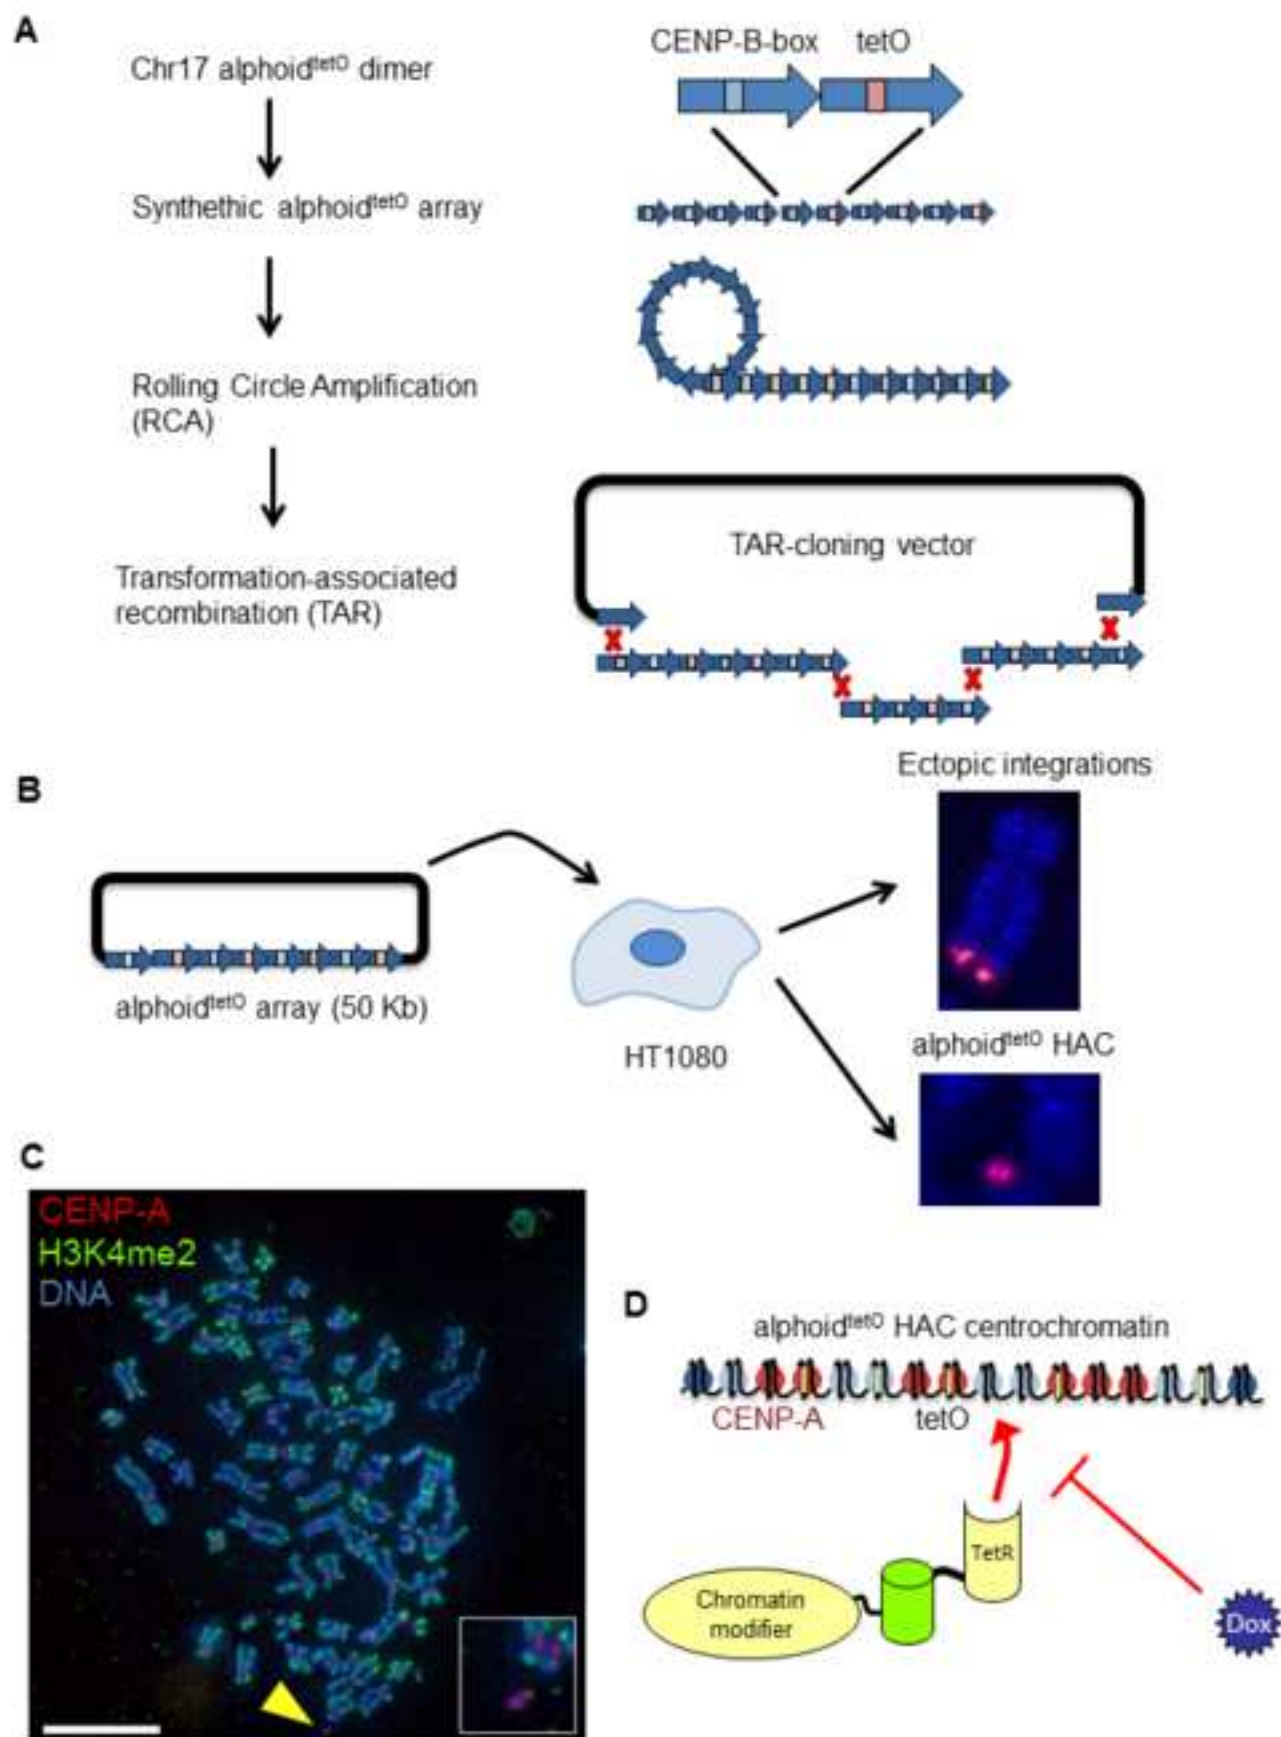 A
Chr17 alphoidtetO dimer
CENP-B-box tetO
Synthethic alphoidtetO array
Rolling Circle Amplification
(RCA)
TAR-cloning vector
Transformation-associated
recombination (TAR)
B
Ectopic integrations
alphoidtetO array (50 Kb)
HT1080
alphoidtetO HAC
C
CENP-A
H3K4me2
DNA
D
alphoidtetO HAC centrochromatin
CENP-A tetO
TetR
Chromatin
modifier
Dox